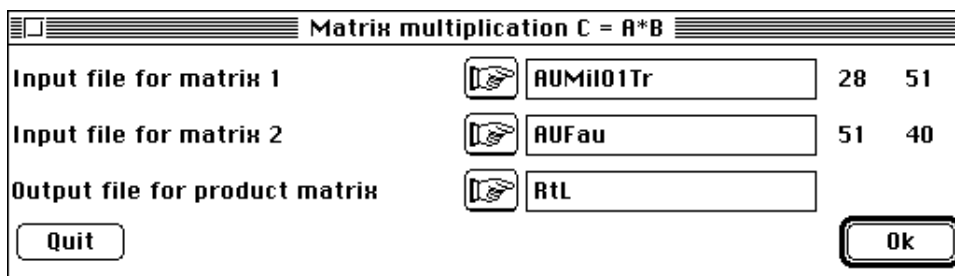 Matrix multiplication C = A*B
Input file for matrix 1 AUMil01Tr 28 51
Input file for matrix 2 AUFau 51 40
Output file for product matrix RtL
Quit Ok